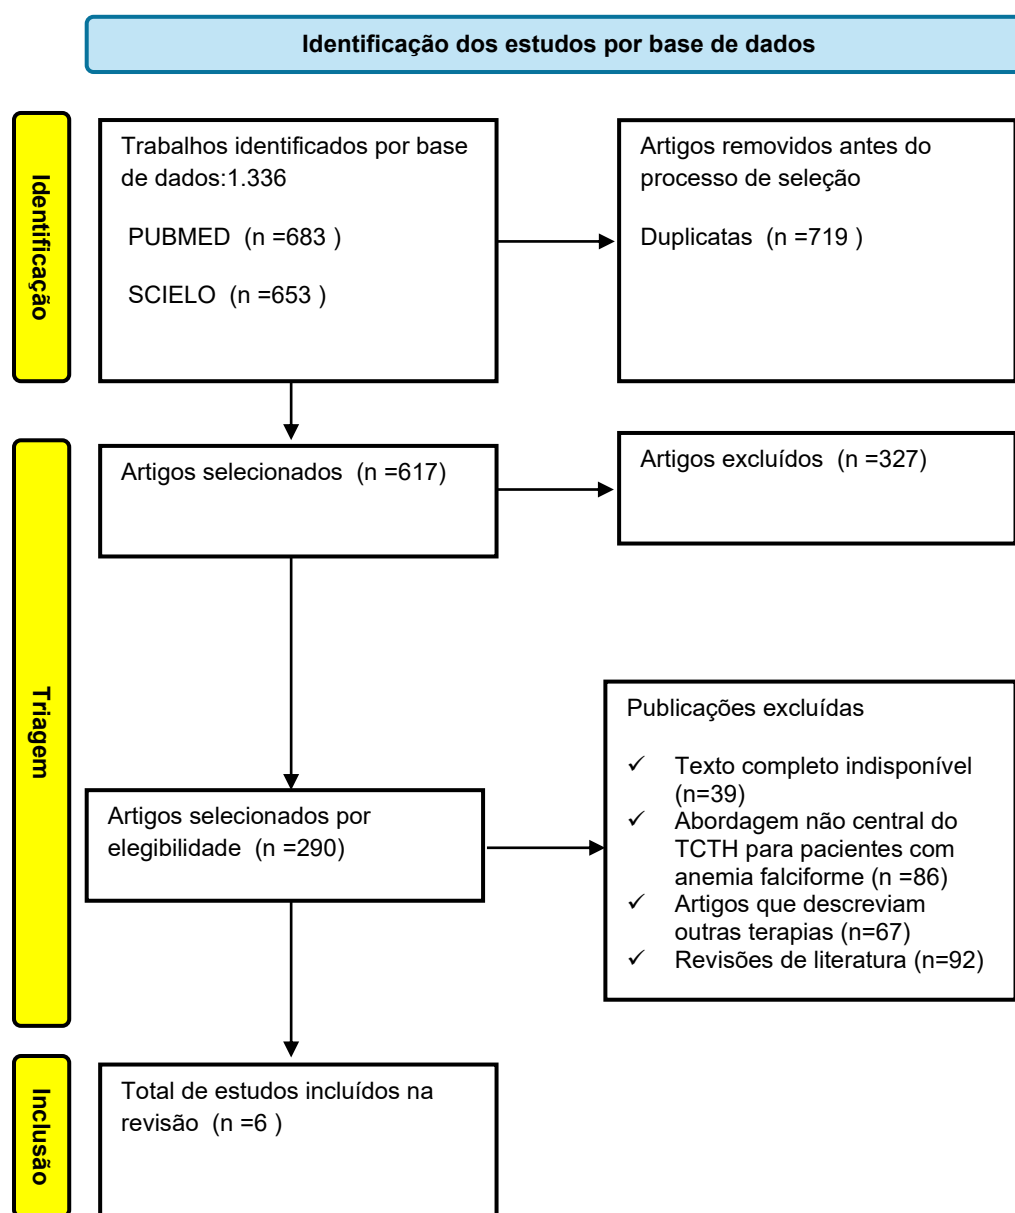 Identificação dos estudos por base de dados
Identificação
Trabalhos identificados por base
de dados:1.336
PUBMED (n =683 )
SCIELO (n =653 )
Artigos removidos antes do
processo de seleção
Duplicatas (n =719 )
Triagem
Artigos selecionados (n =617)
Artigos excluídos (n =327)
Artigos selecionados por
elegibilidade (n =290)
Publicações excluídas
✓ Texto completo indisponível
(n=39)
✓ Abordagem não central do
TCTH para pacientes com
anemia falciforme (n =86)
✓ Artigos que descreviam
outras terapias (n=67)
✓ Revisões de literatura (n=92)
Inclusão
Total de estudos incluídos na
revisão (n =6 )